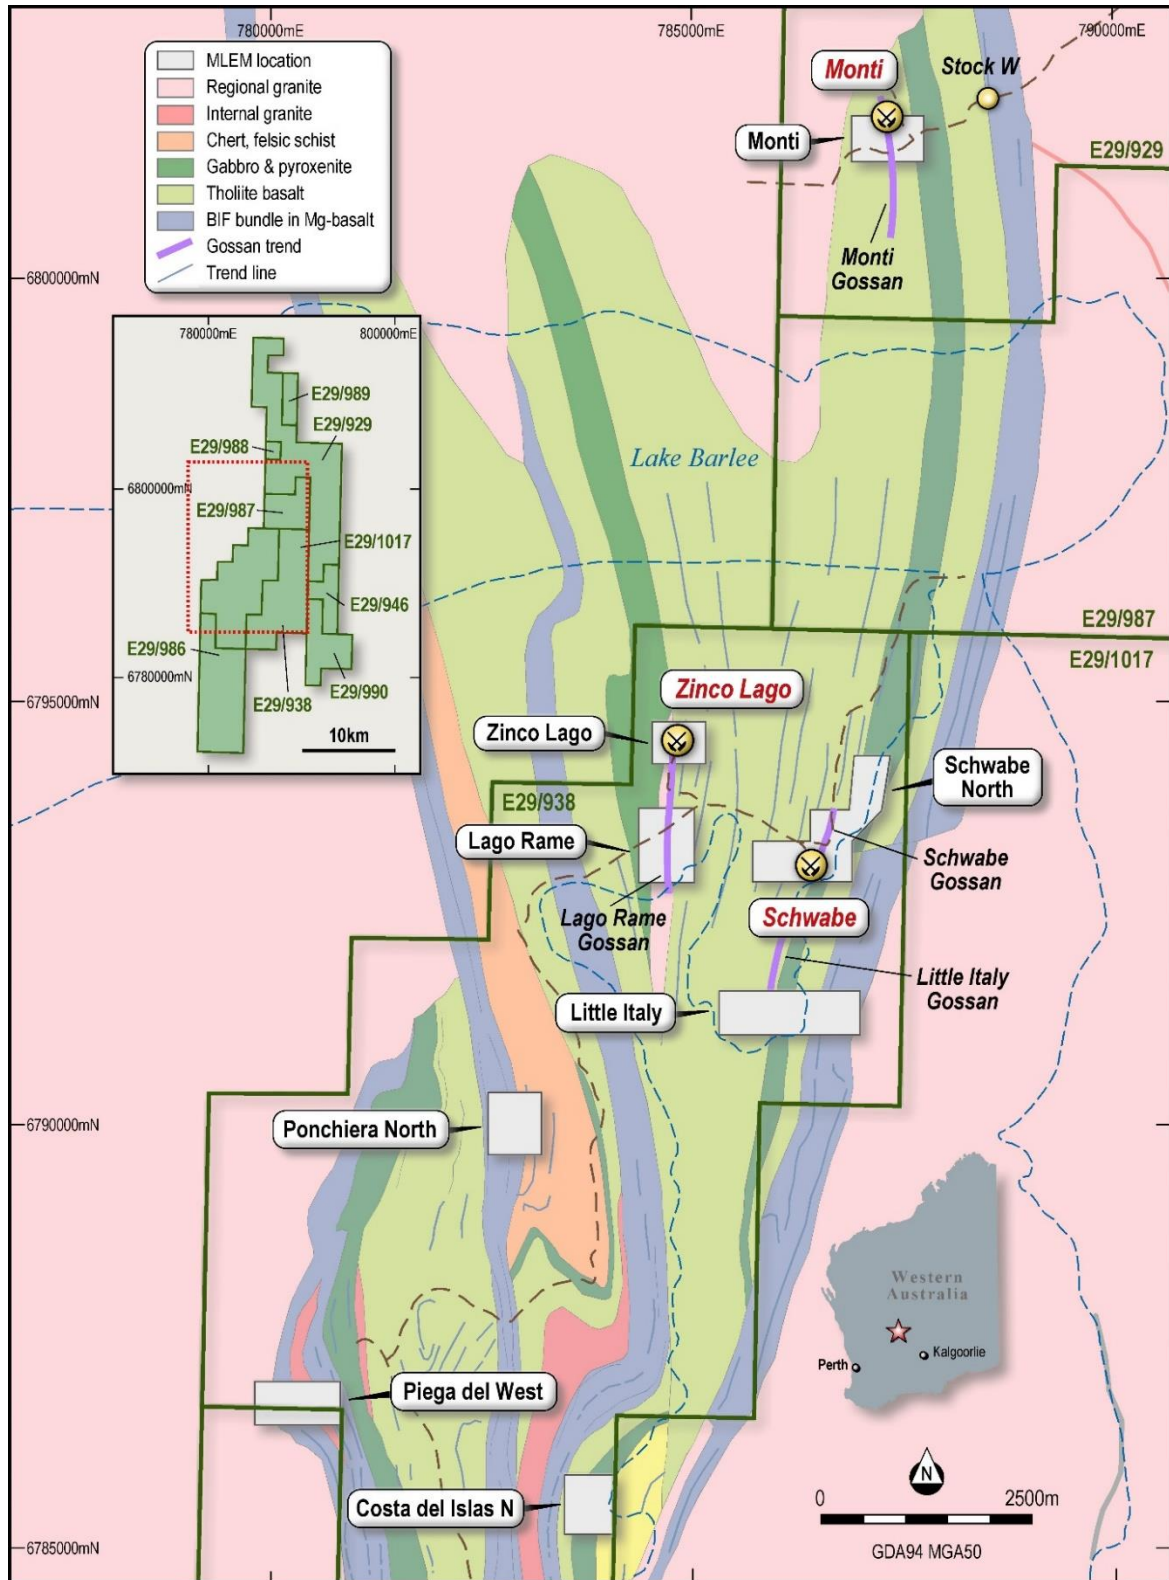 780000mE
785000mE
790000mE
MLEM location
Regional granite
Internal granite
Chert, felsic schist
Gabbro & pyroxenite
Tholiite basalt
BIF bundle in Mg-basalt
Gossan trend
Trend line
Monti
Stock W
Monti
E29/929
Monti
Gossan
6800000mN
780000mE
800000mE
E29/989
E29/929
E29/988
6800000mN
E29/987
E29/1017
E29/946
E29/986
6780000mN
E29/990
E29/938
10km
Lake Barlee
E29/987
E29/1017
6795000mN
Zinco Lago
Zinco Lago
E29/938
Schwabe
North
Lago Rame
Schwabe
Gossan
Lago Rame
Gossan
Schwabe
Little Italy
Gossan
Little Italy
6790000mN
Ponchiera North
Western
Australia
Perth
Kalgoorlie
Piega del West
Costa del Islas N
N
0
2500m
GDA94 MGA50
6785000mN